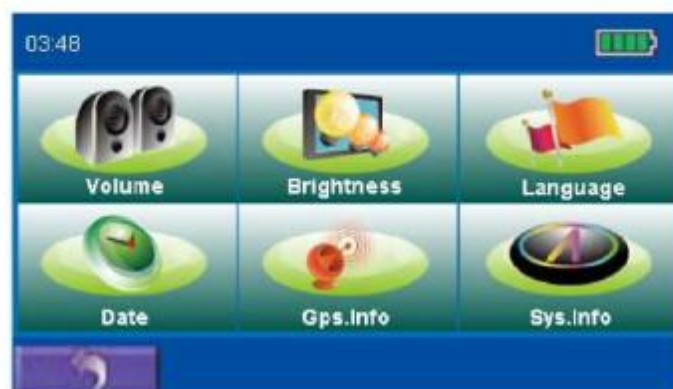 03:48
Volume
Brightness
Language
Date
Gps.Info
Sys.Info